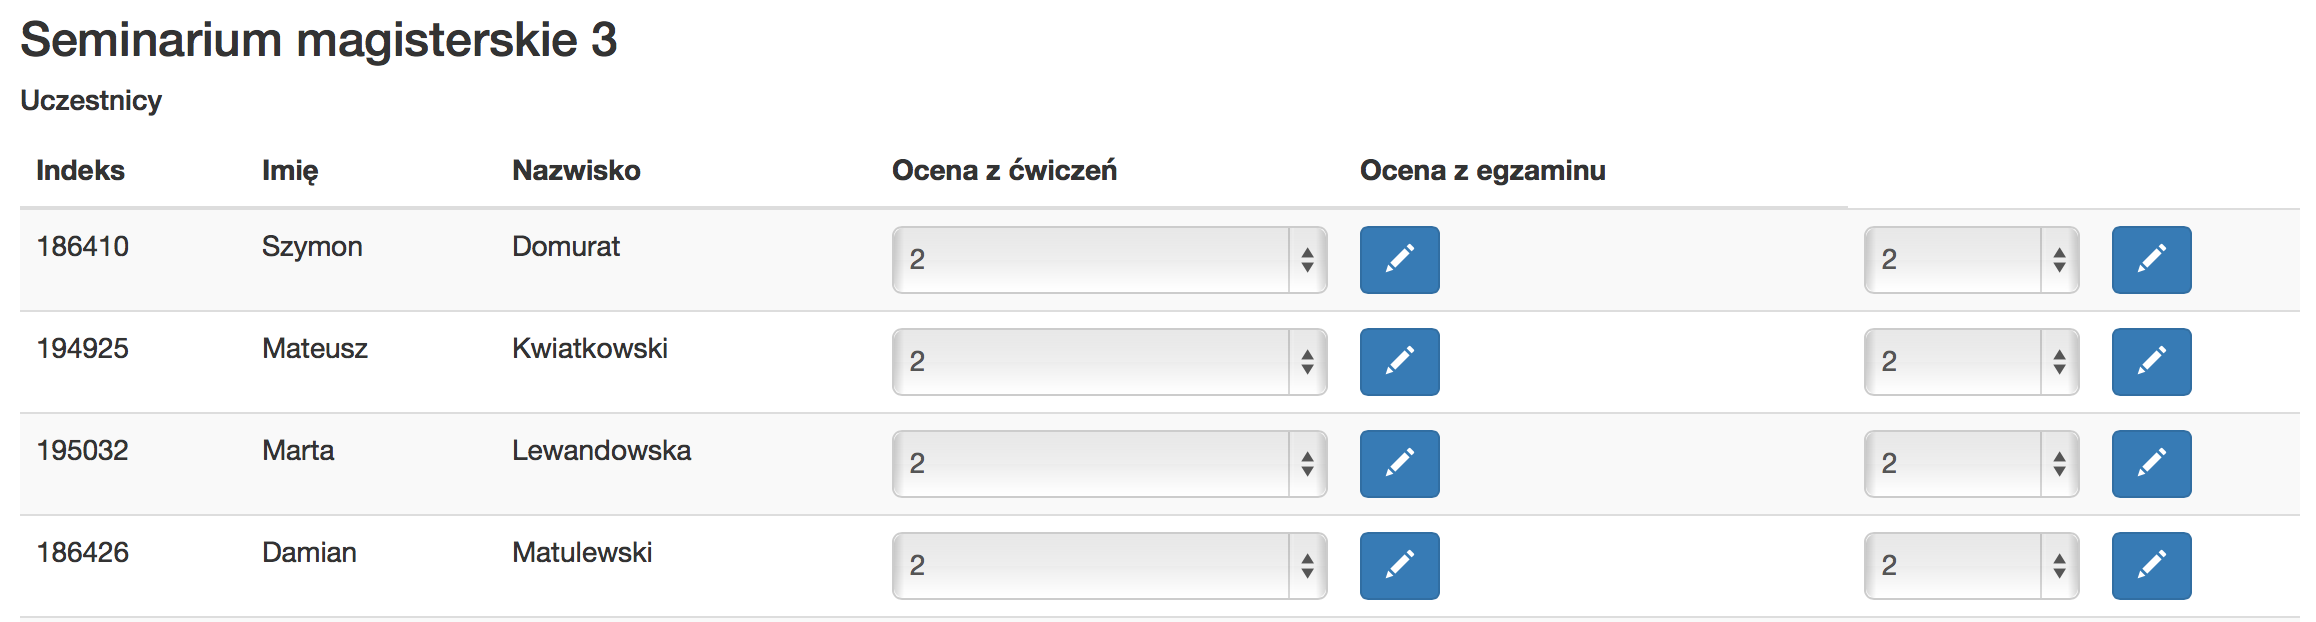 Seminarium magisterskie 3
Uczestnicy
Indeks Imię Nazwisko Ocena z ćwiczeń Ocena z egzaminu
186410 Szymon Domurat 2 2
194925 Mateusz Kwiatkowski 2 2
195032 Marta Lewandowska 2 2
186426 Damian Matulewski 2 2